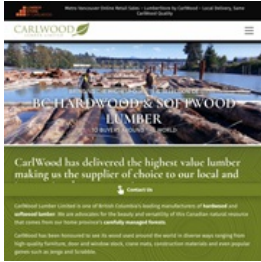 Metro Vancouver Online Retail Sales - LumberStore by CarlWood - Local Delivery, Same
CarlWood Quality
CARLWOOD
BC HARDWOOD & SOFTWOOD
LUMBER
TO BUYERS AROUND THE WORLD
CarlWood has delivered the highest value lumber
making us the supplier of choice to our local and
Contact Us
CarlWood Lumber Limited is one of British Columbia's leading manufacturers of hardwood and
softwood lumber. We are advocates for the beauty and versatility of this Canadian natural resource
that comes from our home province's carefully managed forests.
CarlWood has been honoured to see its wood used around the world in diverse ways ranging from
high-quality furniture, door and window stock, crane mats, construction materials and even popular
games such as Jenga and Scrabble.